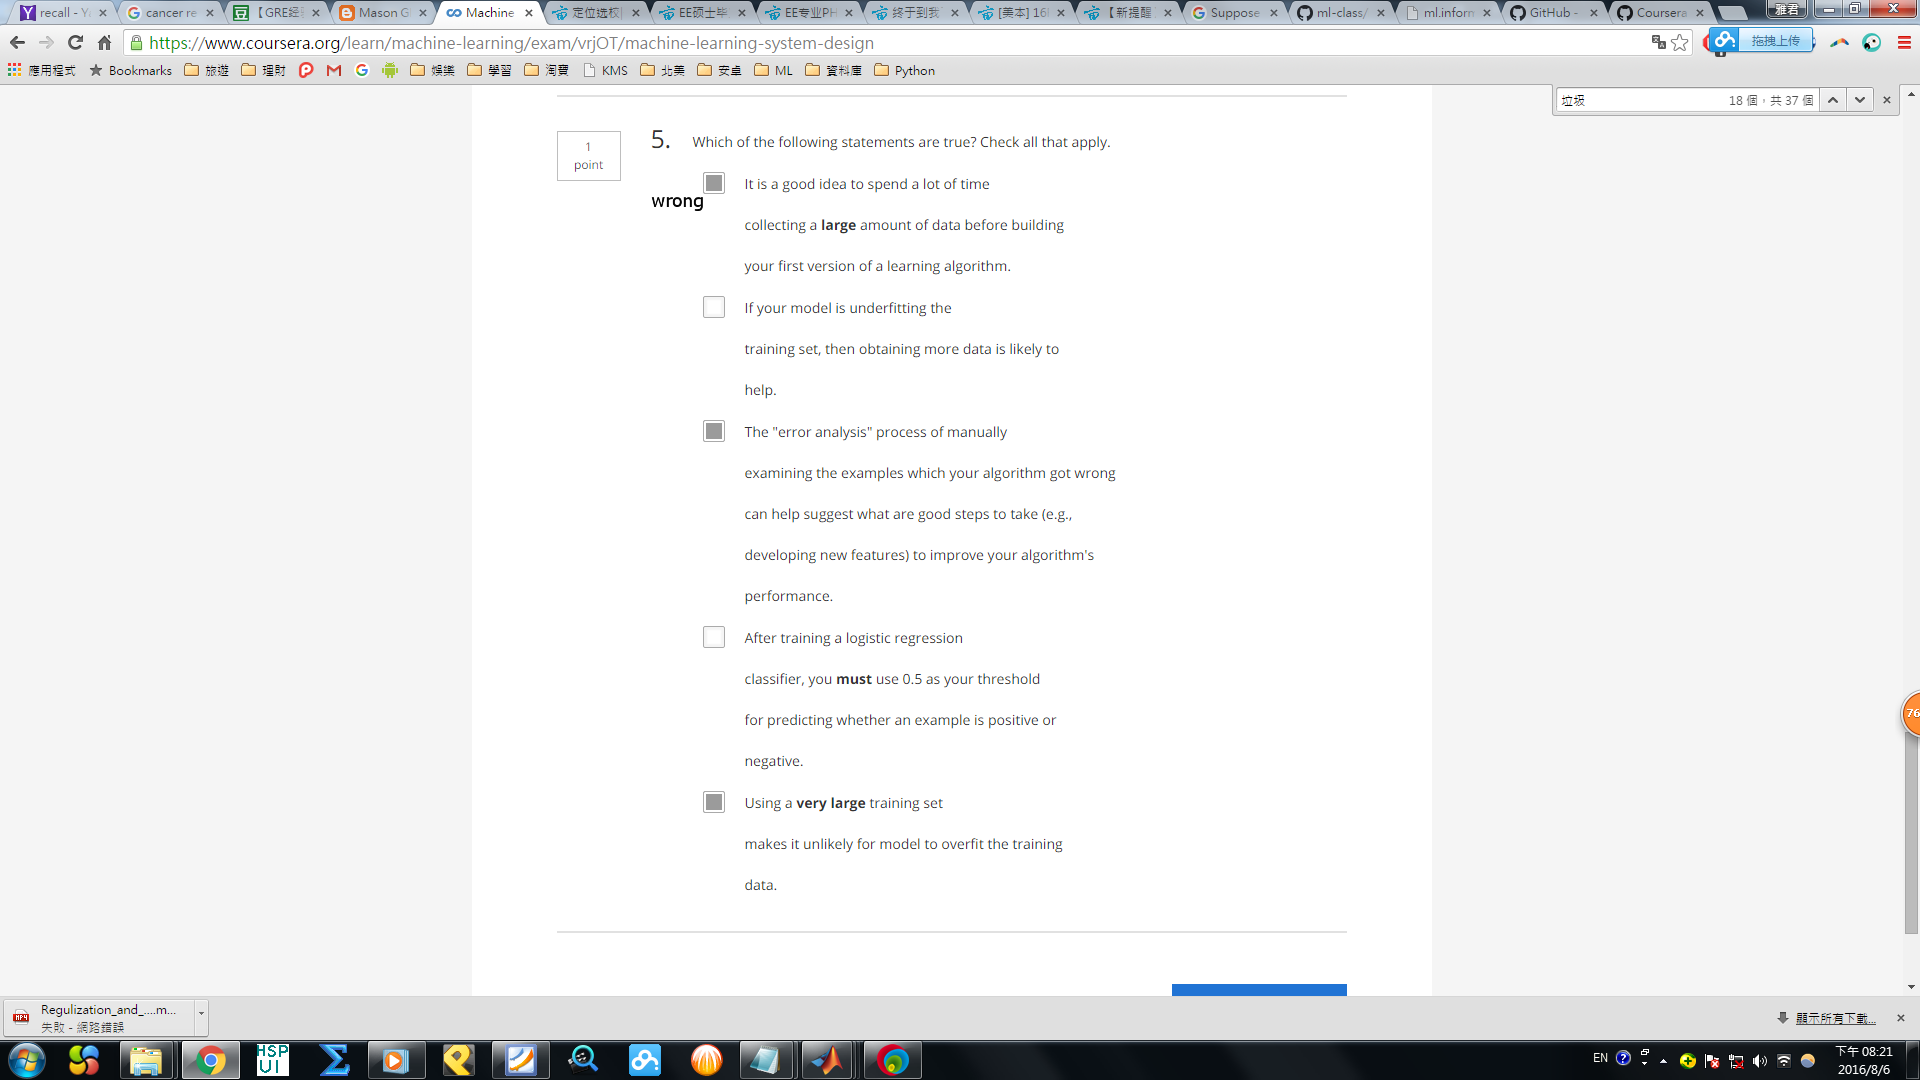 recall - Y
cancer re
【GRE經
Mason G
Machine
定位选校
EE硕士毕
EE专业PH
终于到我
[美本] 16
【 新提醒
Suppose
ml-class/
ml.inform
GitHub -
Coursera
雅君
https://www.coursera.org/learn/machine-learning/exam/vrjOT/machine-learning-system-design
拖拽上传
應用程式
Bookmarks
旅遊
理財
娛樂
學習
淘寶
KMS
北美
安卓
ML
資料庫
Python
垃圾
18 個，共 37 個
1
point
5.
Which of the following statements are true? Check all that apply.
It is a good idea to spend a lot of time
wrong
collecting a large amount of data before building
your first version of a learning algorithm.
If your model is underfitting the
training set, then obtaining more data is likely to
help.
The "error analysis" process of manually
examining the examples which your algorithm got wrong
can help suggest what are good steps to take (e.g.,
developing new features) to improve your algorithm's
performance.
After training a logistic regression
classifier, you must use 0.5 as your threshold
for predicting whether an example is positive or
76
negative.
Using a very large training set
makes it unlikely for model to overfit the training
data.
Regulization_and_....m...
失敗 - 網路錯誤
顯示所有下載...
HSP
UI
EN
下午 08:21
2016/8/6